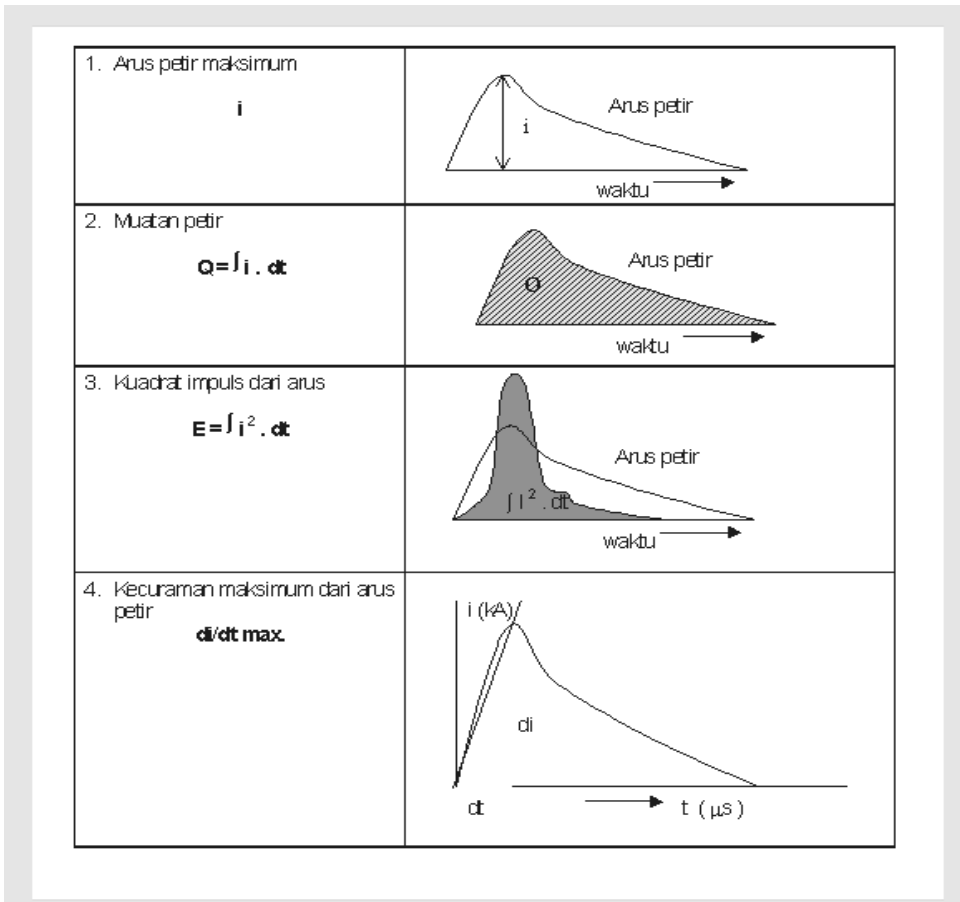 1. Arus petir maksimum
i
i
Arus petir
waktu
2. Muatan petir
Q=∫i . dt
Q
Arus petir
waktu
3. Kuadrat impuls dari arus
E=∫i² . dt
Arus petir
∫I² . dt
waktu
4. Kecuraman maksimum dari arus
petir
di/dt max.
i (kA)
di
dt
t (μs)